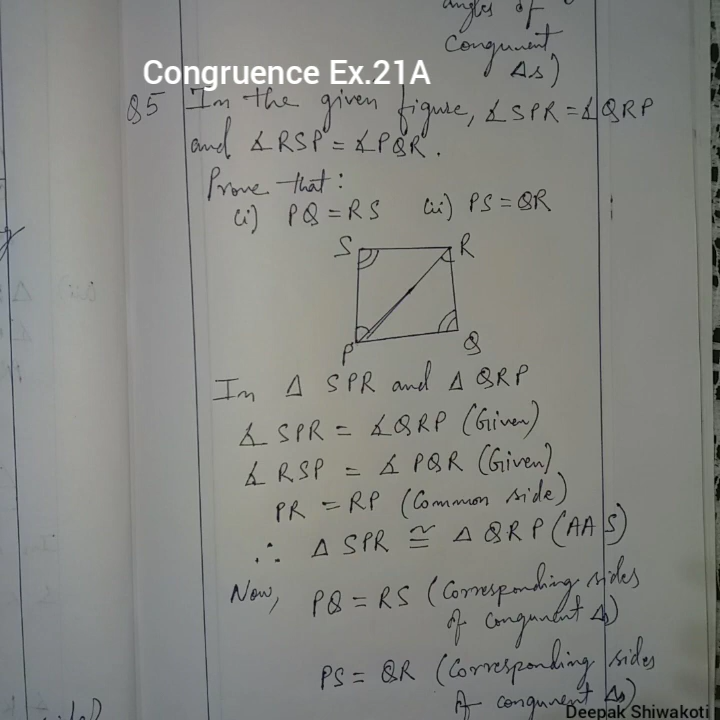 angles of
congruent
Δs)
Congruence Ex.21A
Q5 In the given figure, ∡SPR = ∡QRP
and ∡RSP = ∡PQR.
Prove that:
(i) PQ = RS (ii) PS = QR
S R
P Q
In Δ SPR and Δ QRP
∡ SPR = ∡QRP (Given)
∡ RSP = ∡ PQR (Given)
PR = RP (Common side)
∴ Δ SPR ≅ Δ QRP (AAS)
Now, PQ = RS (Corresponding sides
of congruent Δs)
PS = QR (Corresponding sides
of congruent Δs)
Deepak Shiwakoti